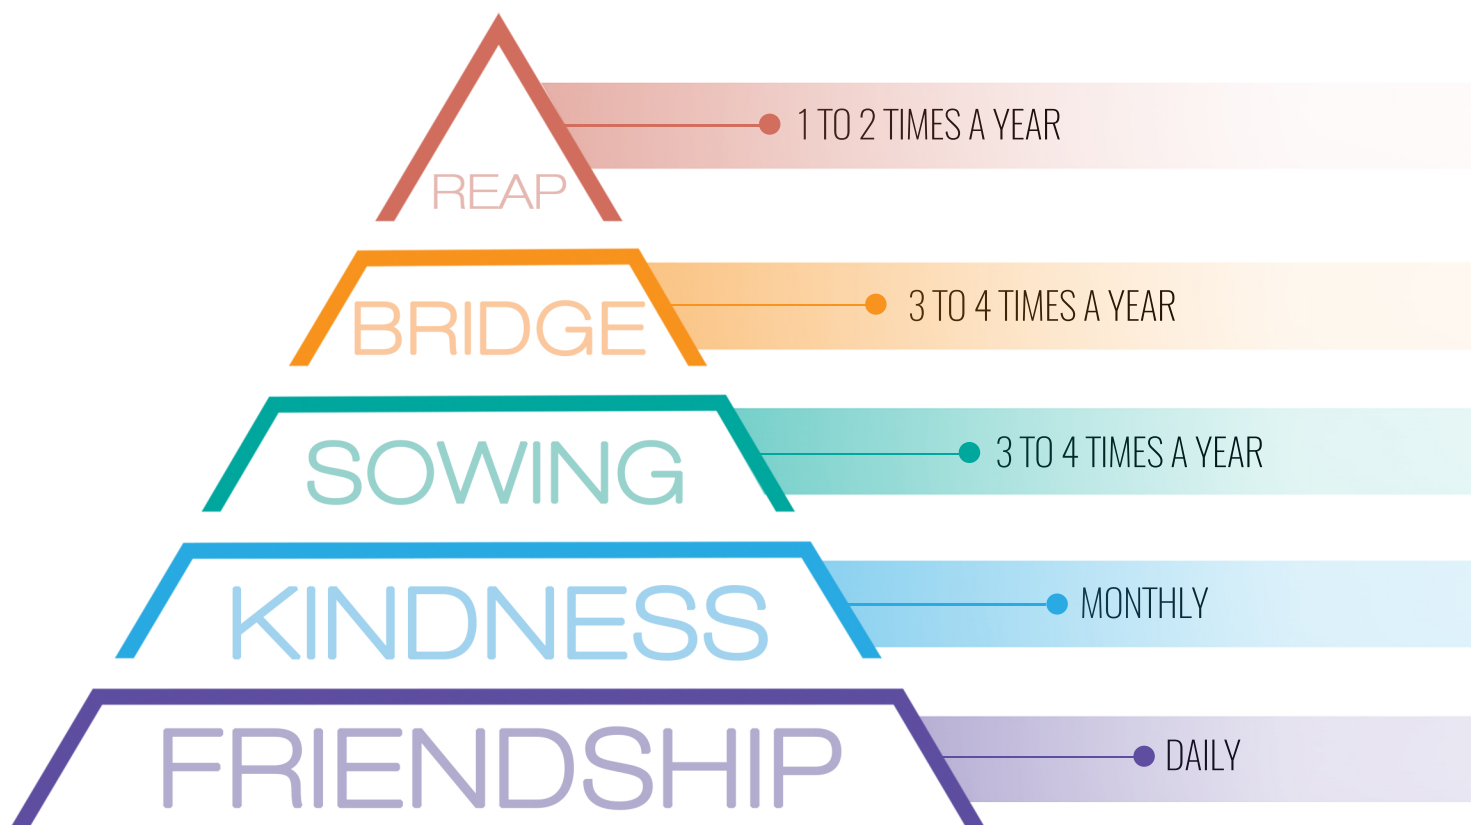 REAP
1 TO 2 TIMES A YEAR
BRIDGE
3 TO 4 TIMES A YEAR
SOWING
3 TO 4 TIMES A YEAR
KINDNESS
MONTHLY
FRIENDSHIP
DAILY